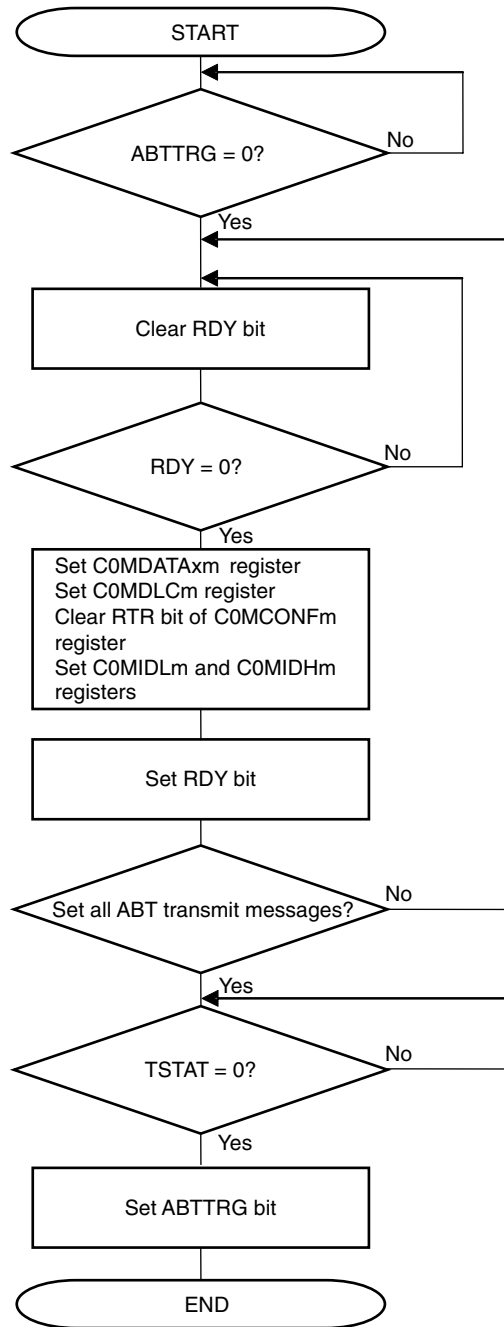 START
ABTTRG = 0?
No
Yes
Clear RDY bit
RDY = 0?
No
Yes
Set C0MDATAxm register
Set C0MDLCm register
Clear RTR bit of C0MCONFm
register
Set C0MIDLm and C0MIDHm
registers
Set RDY bit
Set all ABT transmit messages?
No
Yes
TSTAT = 0?
No
Yes
Set ABTTRG bit
END